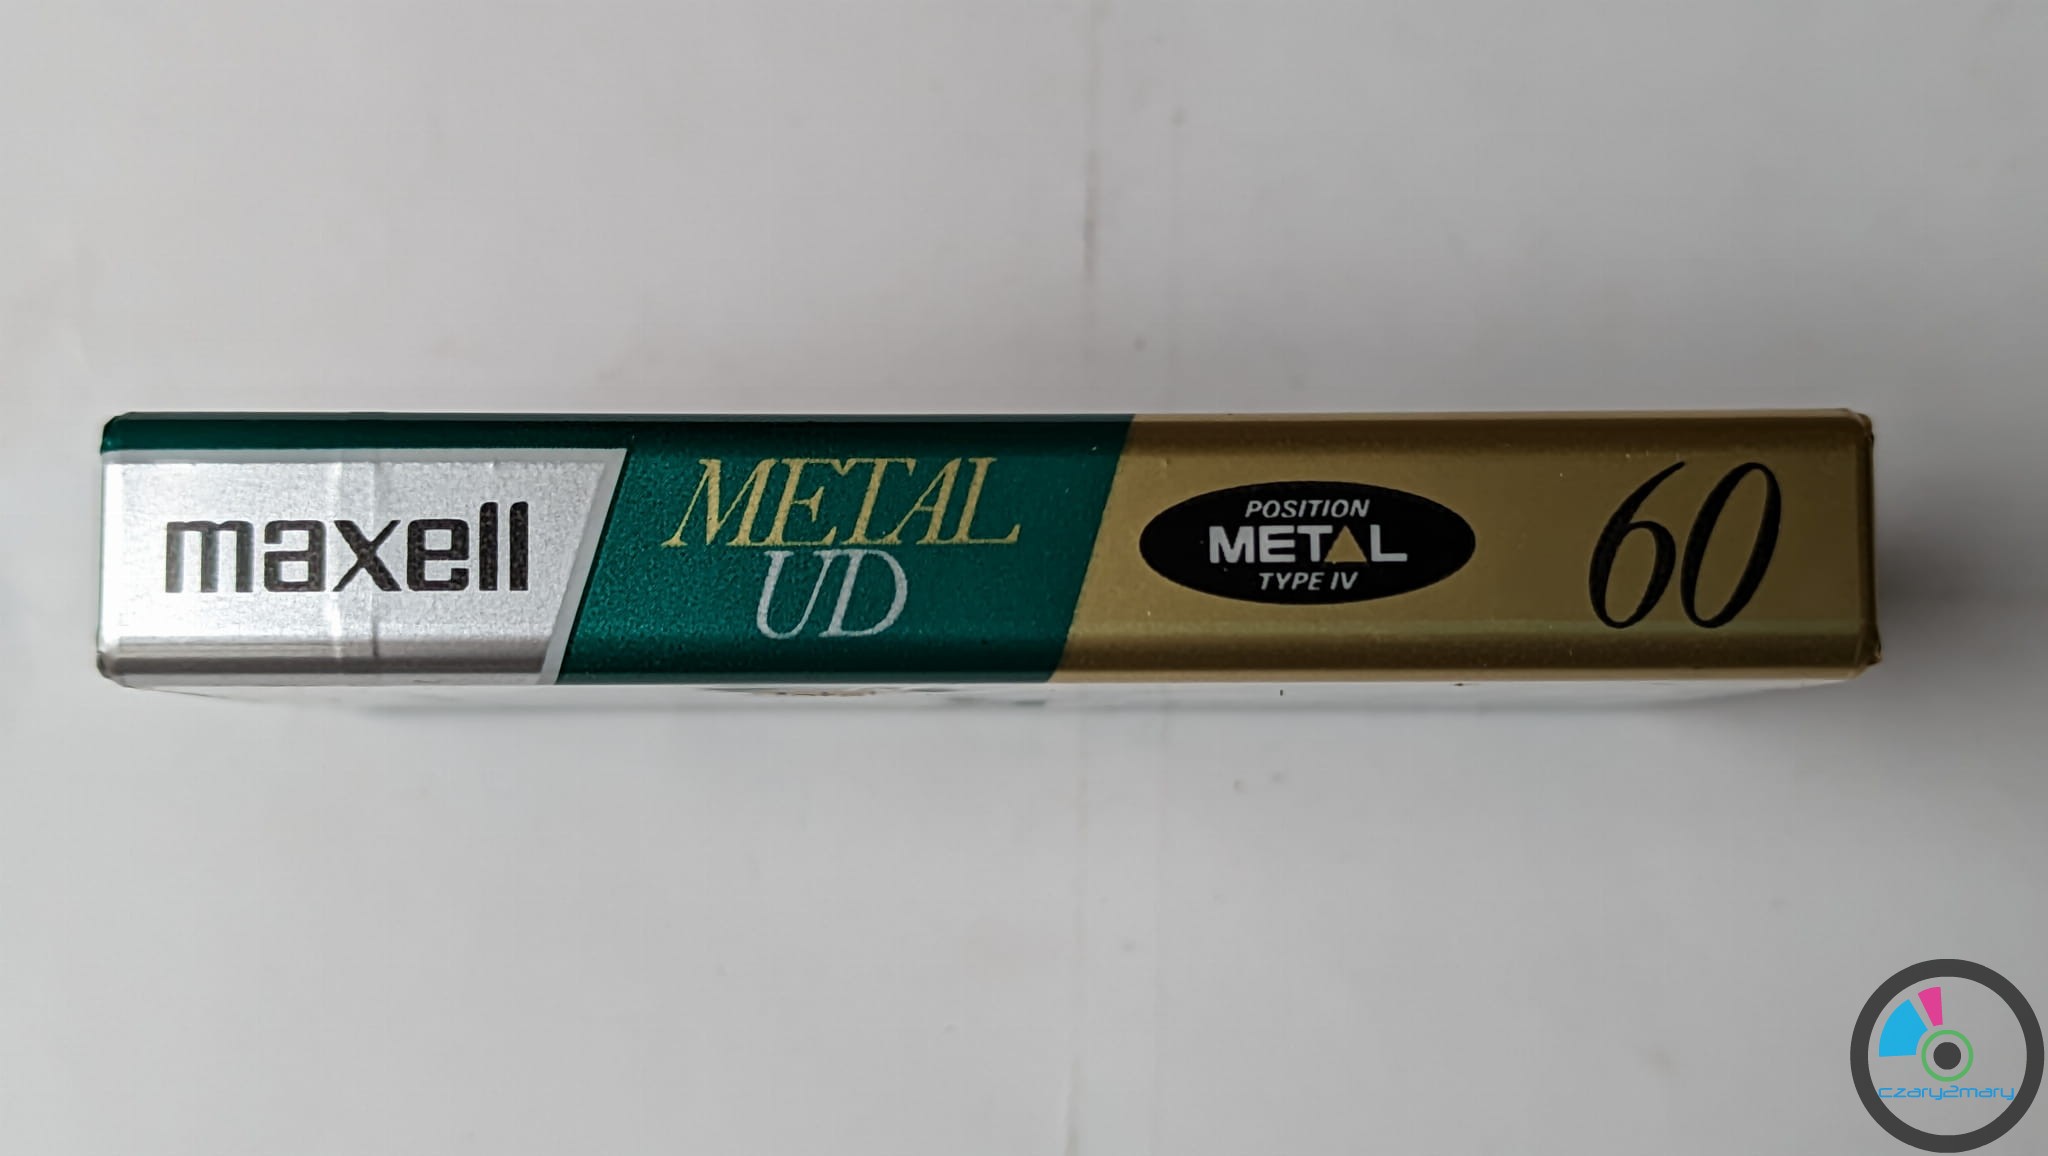 maxell
METAL
UD
POSITION
METAL
TYPE IV
60
czary2mary